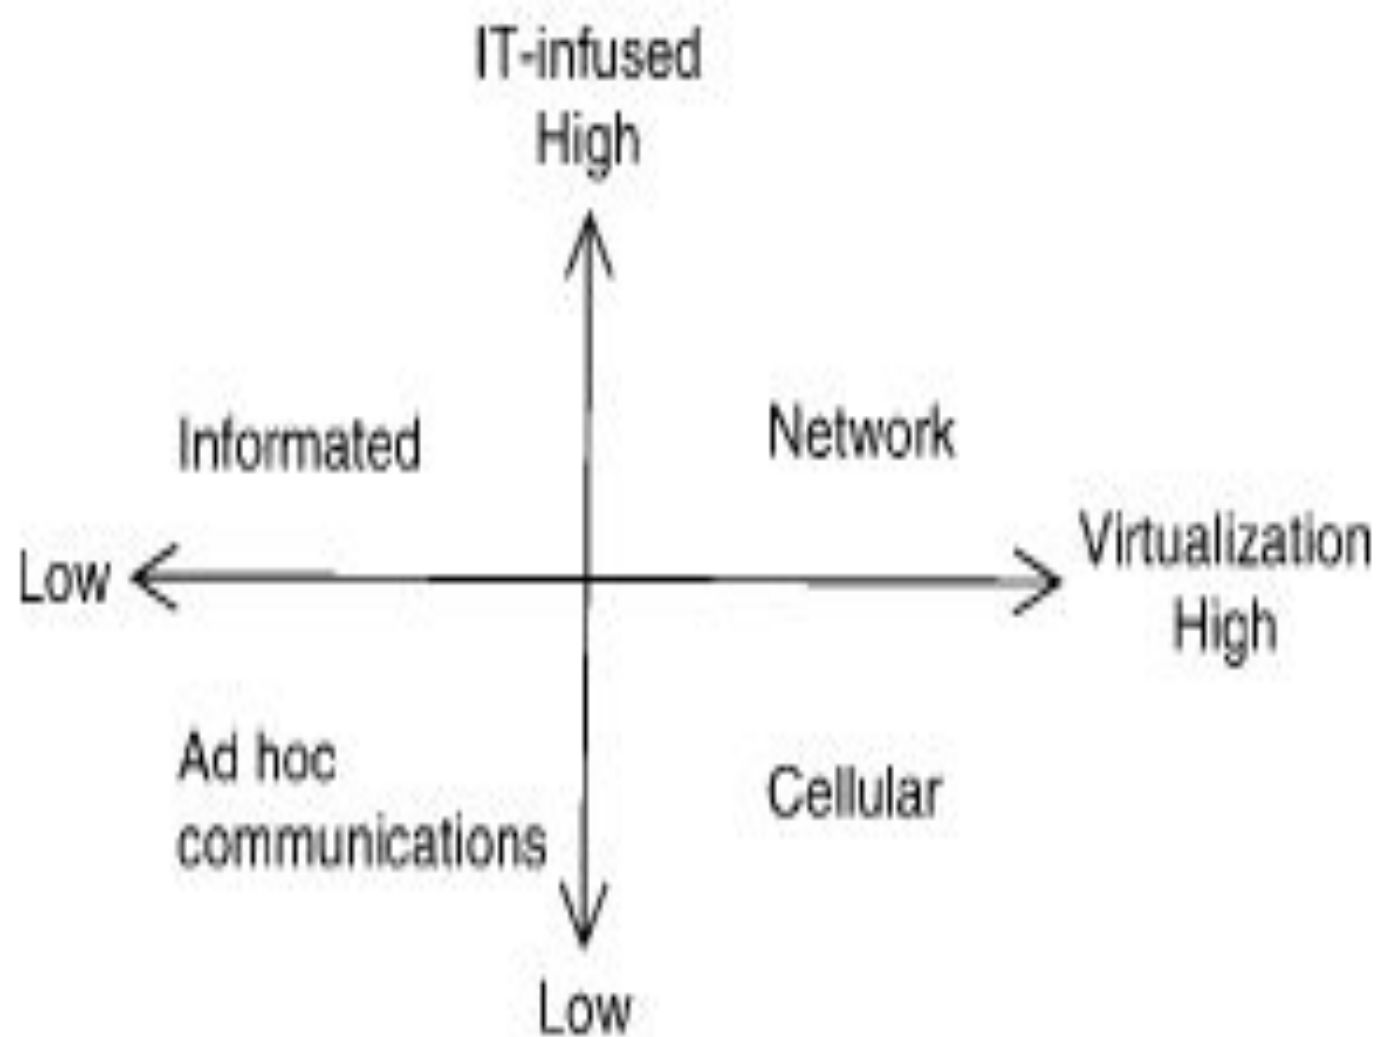 IT-infused
High
Informated
Network
Low
Virtualization
High
Ad hoc
communications
Cellular
Low